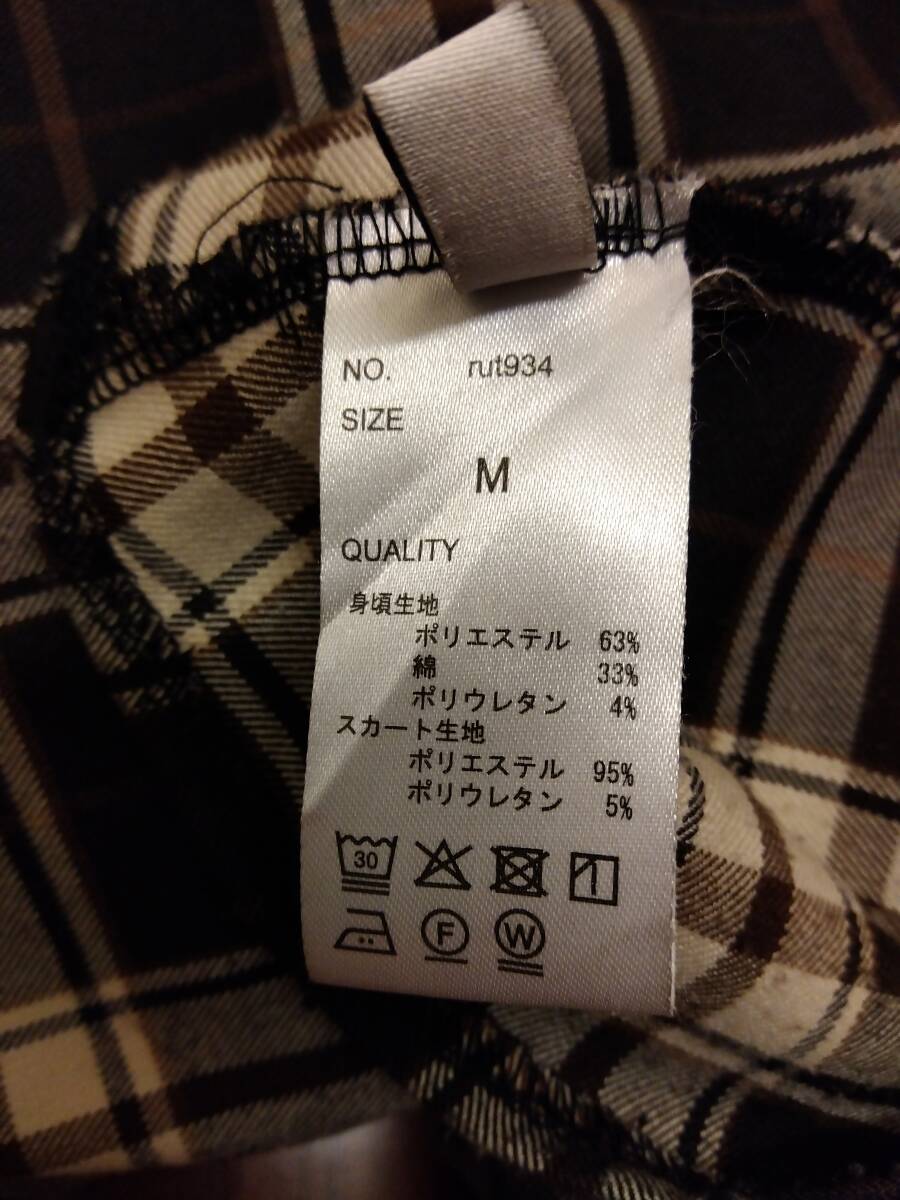 NO. rut934
SIZE
M
QUALITY
身頃生地
ポリエステル 63%
綿 33%
ポリウレタン 4%
スカート生地
ポリエステル 95%
ポリウレタン 5%
30
F W